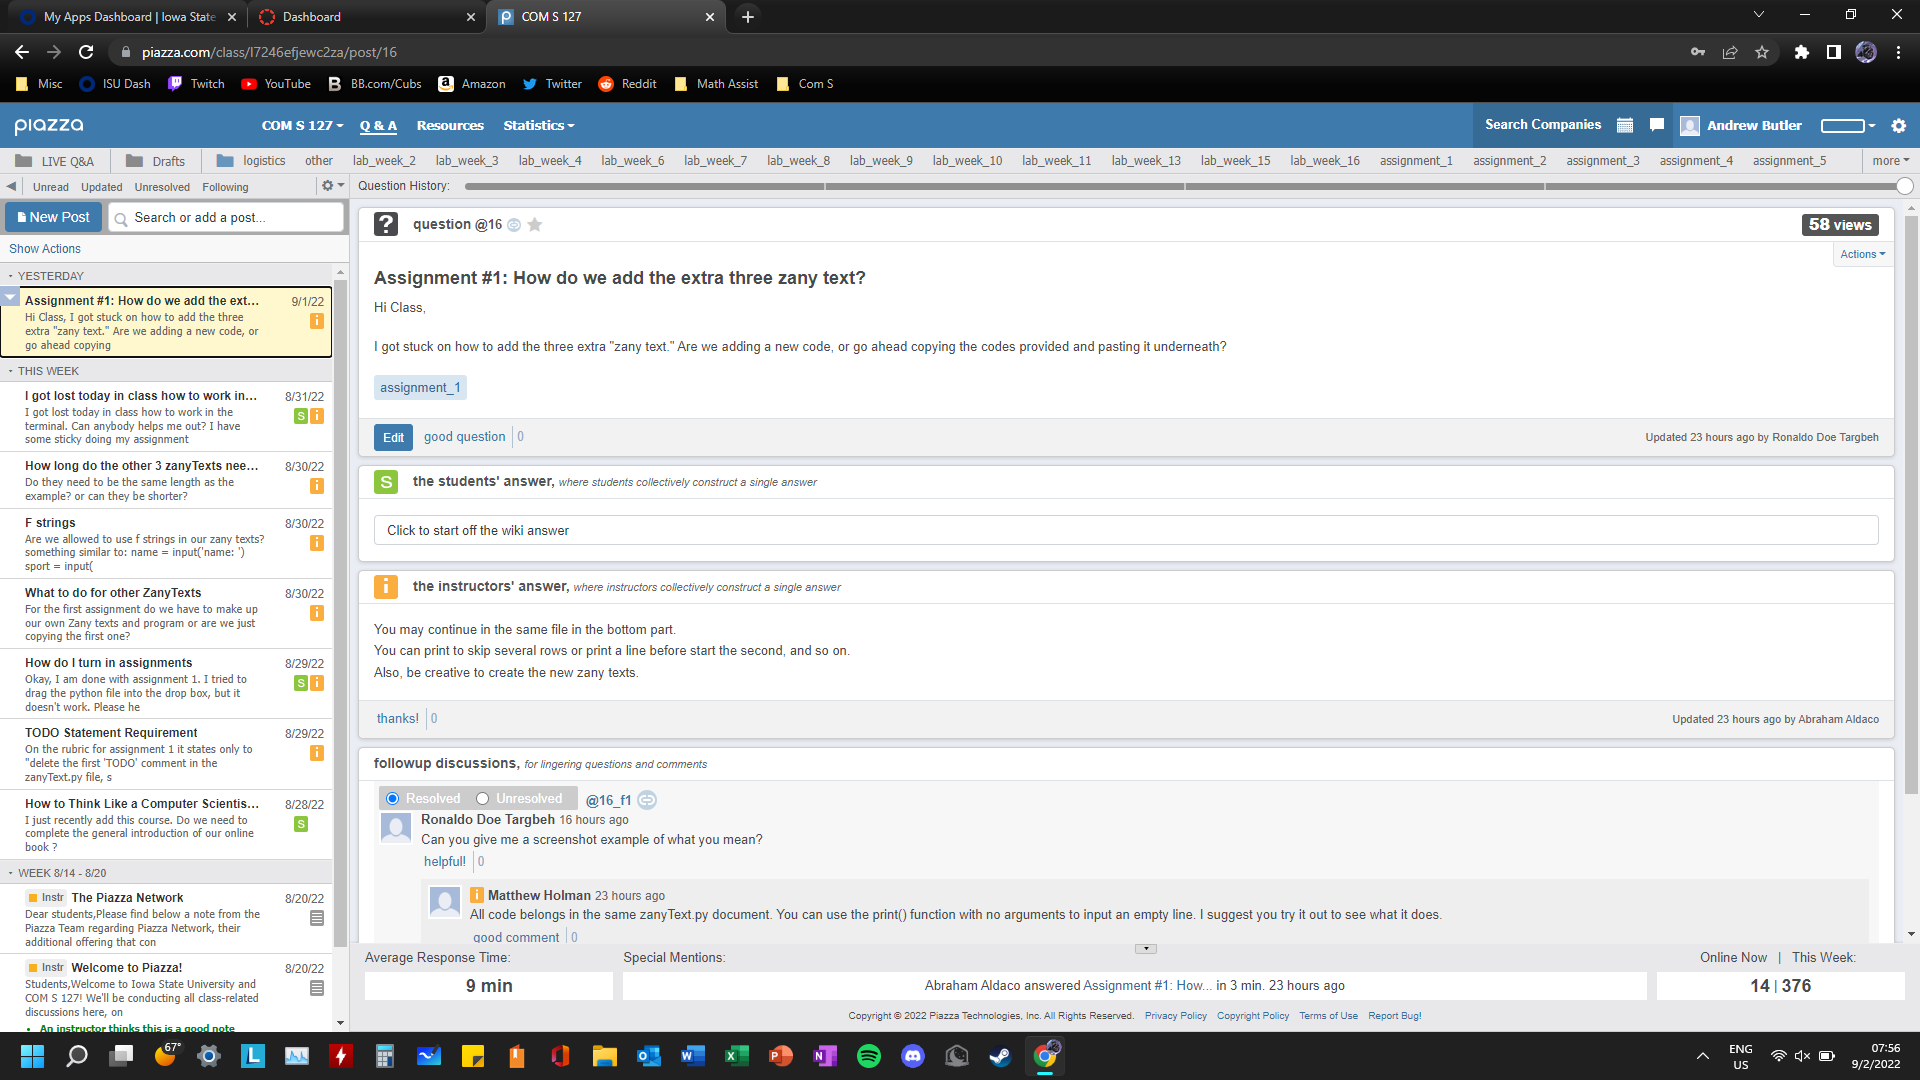 My Apps Dashboard | Iowa State
Dashboard
COM S 127
piazza.com/class/l7246efjewc2za/post/16
Misc
ISU Dash
Twitch
YouTube
BB.com/Cubs
Amazon
Twitter
Reddit
Math Assist
Com S
piazza
COM S 127
Q & A
Resources
Statistics
Search Companies
Andrew Butler
LIVE Q&A
Drafts
logistics
other
lab_week_2
lab_week_3
lab_week_4
lab_week_6
lab_week_7
lab_week_8
lab_week_9
lab_week_10
lab_week_11
lab_week_13
lab_week_15
lab_week_16
assignment_1
assignment_2
assignment_3
assignment_4
assignment_5
more
Unread Updated Unresolved Following
Question History:
New Post
Search or add a post...
Show Actions
YESTERDAY
Assignment #1: How do we add the ext... 9/1/22
Hi Class, I got stuck on how to add the three
extra "zany text." Are we adding a new code, or
go ahead copying
i
THIS WEEK
I got lost today in class how to work in... 8/31/22
I got lost today in class how to work in the
terminal. Can anybody helps me out? I have
some sticky doing my assignment
S i
How long do the other 3 zanyTexts nee... 8/30/22
Do they need to be the same length as the
example? or can they be shorter?
i
F strings 8/30/22
Are we allowed to use f strings in our zany texts?
something similar to: name = input('name: ')
sport = input(
i
What to do for other ZanyTexts 8/30/22
For the first assignment do we have to make up
our own Zany texts and program or are we just
copying the first one?
i
How do I turn in assignments 8/29/22
Okay, I am done with assignment 1. I tried to
drag the python file into the drop box, but it
doesn't work. Please he
S i
TODO Statement Requirement 8/29/22
On the rubric for assignment 1 it states only to
"delete the first 'TODO' comment in the
zanyText.py file, s
i
How to Think Like a Computer Scientis... 8/28/22
I just recently add this course. Do we need to
complete the general introduction of our online
book ?
S
WEEK 8/14 - 8/20
Instr The Piazza Network 8/20/22
Dear students,Please find below a note from the
Piazza Team regarding Piazza Network, their
additional offering that con
Instr Welcome to Piazza! 8/20/22
Students,Welcome to Iowa State University and
COM S 127! We'll be conducting all class-related
discussions here, on
An instructor thinks this is a good note
? question @16
58 views
Actions
Assignment #1: How do we add the extra three zany text?
Hi Class,
I got stuck on how to add the three extra "zany text." Are we adding a new code, or go ahead copying the codes provided and pasting it underneath?
assignment_1
Edit good question 0
Updated 23 hours ago by Ronaldo Doe Targbeh
S the students' answer, where students collectively construct a single answer
Click to start off the wiki answer
i the instructors' answer, where instructors collectively construct a single answer
You may continue in the same file in the bottom part.
You can print to skip several rows or print a line before start the second, and so on.
Also, be creative to create the new zany texts.
thanks! 0
Updated 23 hours ago by Abraham Aldaco
followup discussions, for lingering questions and comments
Resolved Unresolved @16_f1
Ronaldo Doe Targbeh 16 hours ago
Can you give me a screenshot example of what you mean?
helpful! 0
i Matthew Holman 23 hours ago
All code belongs in the same zanyText.py document. You can use the print() function with no arguments to input an empty line. I suggest you try it out to see what it does.
good comment 0
Average Response Time:
9 min
Special Mentions:
Abraham Aldaco answered Assignment #1: How... in 3 min. 23 hours ago
Online Now | This Week:
14 | 376
Copyright © 2022 Piazza Technologies, Inc. All Rights Reserved. Privacy Policy Copyright Policy Terms of Use Report Bug!
67°
ENG
US
07:56
9/2/2022